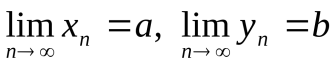 lim x_n = a, lim y_n = b
n→∞ n→∞